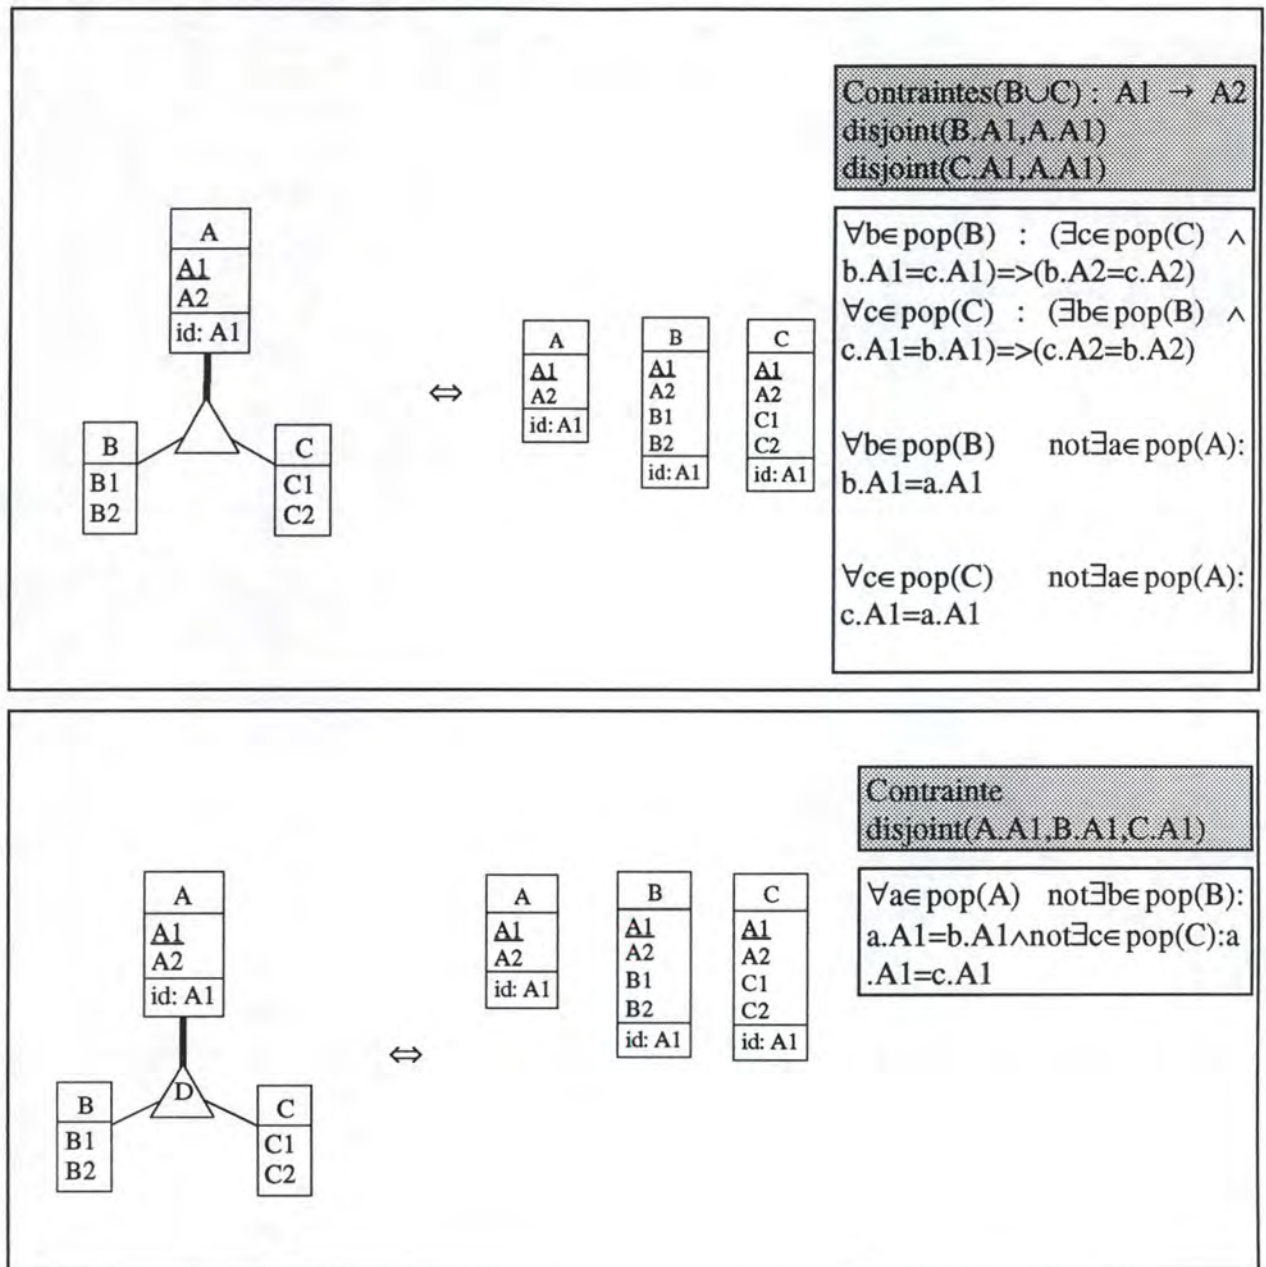 Contraintes(B∪C) : A1 → A2
disjoint(B.A1,A.A1)
disjoint(C.A1,A.A1)
A
A1
A2
id: A1
B
B1
B2
C
C1
C2
⇔
A
A1
A2
id: A1
B
A1
A2
B1
B2
id: A1
C
A1
A2
C1
C2
id: A1
∀b∈pop(B) : (∃c∈pop(C) ∧
b.A1=c.A1)=>(b.A2=c.A2)
∀c∈pop(C) : (∃b∈pop(B) ∧
c.A1=b.A1)=>(c.A2=b.A2)
∀b∈pop(B) not∃a∈pop(A):
b.A1=a.A1
∀c∈pop(C) not∃a∈pop(A):
c.A1=a.A1
Contrainte
disjoint(A.A1,B.A1,C.A1)
A
A1
A2
id: A1
D
B
B1
B2
C
C1
C2
⇔
A
A1
A2
id: A1
B
A1
A2
B1
B2
id: A1
C
A1
A2
C1
C2
id: A1
∀a∈pop(A) not∃b∈pop(B):
a.A1=b.A1∧not∃c∈pop(C):a
.A1=c.A1